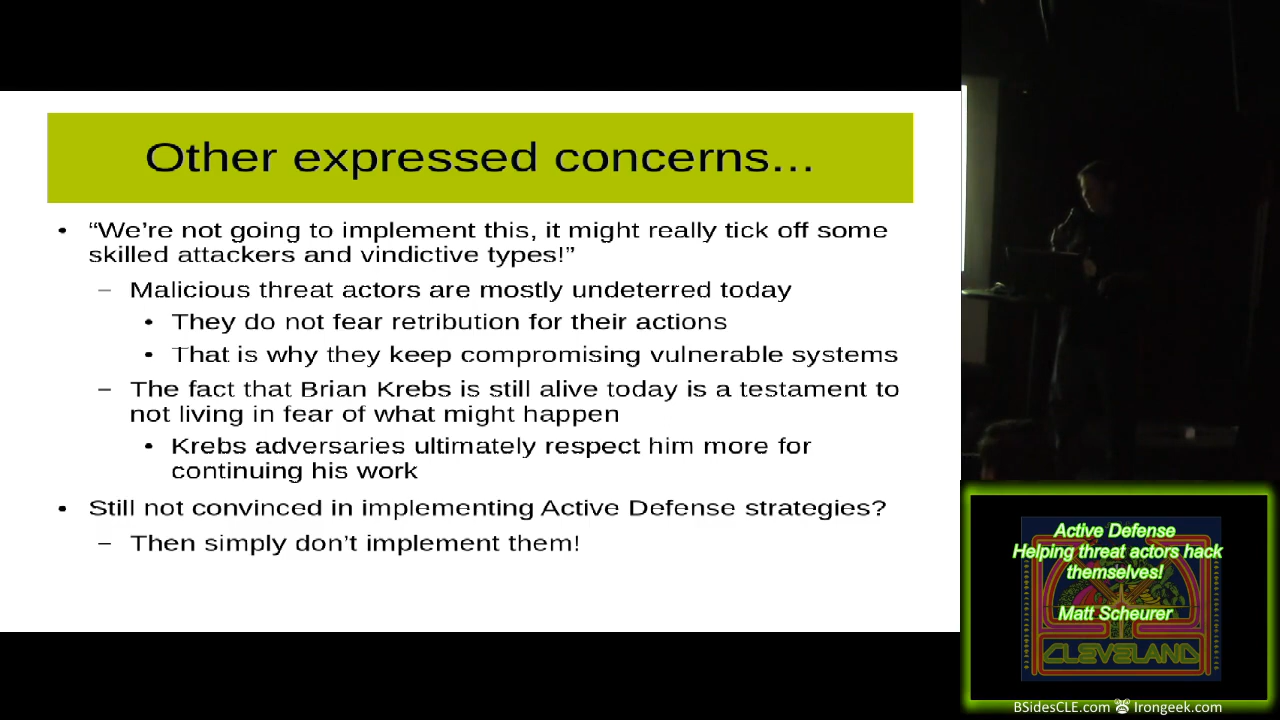 Other expressed concerns...
• “We’re not going to implement this, it might really tick off some
skilled attackers and vindictive types!”
– Malicious threat actors are mostly undeterred today
• They do not fear retribution for their actions
• That is why they keep compromising vulnerable systems
– The fact that Brian Krebs is still alive today is a testament to
not living in fear of what might happen
• Krebs adversaries ultimately respect him more for
continuing his work
• Still not convinced in implementing Active Defense strategies?
– Then simply don’t implement them!
Active Defense
Helping threat actors hack
themselves!
Matt Scheurer
CLEVELAND
BSidesCLE.com Irongeek.com